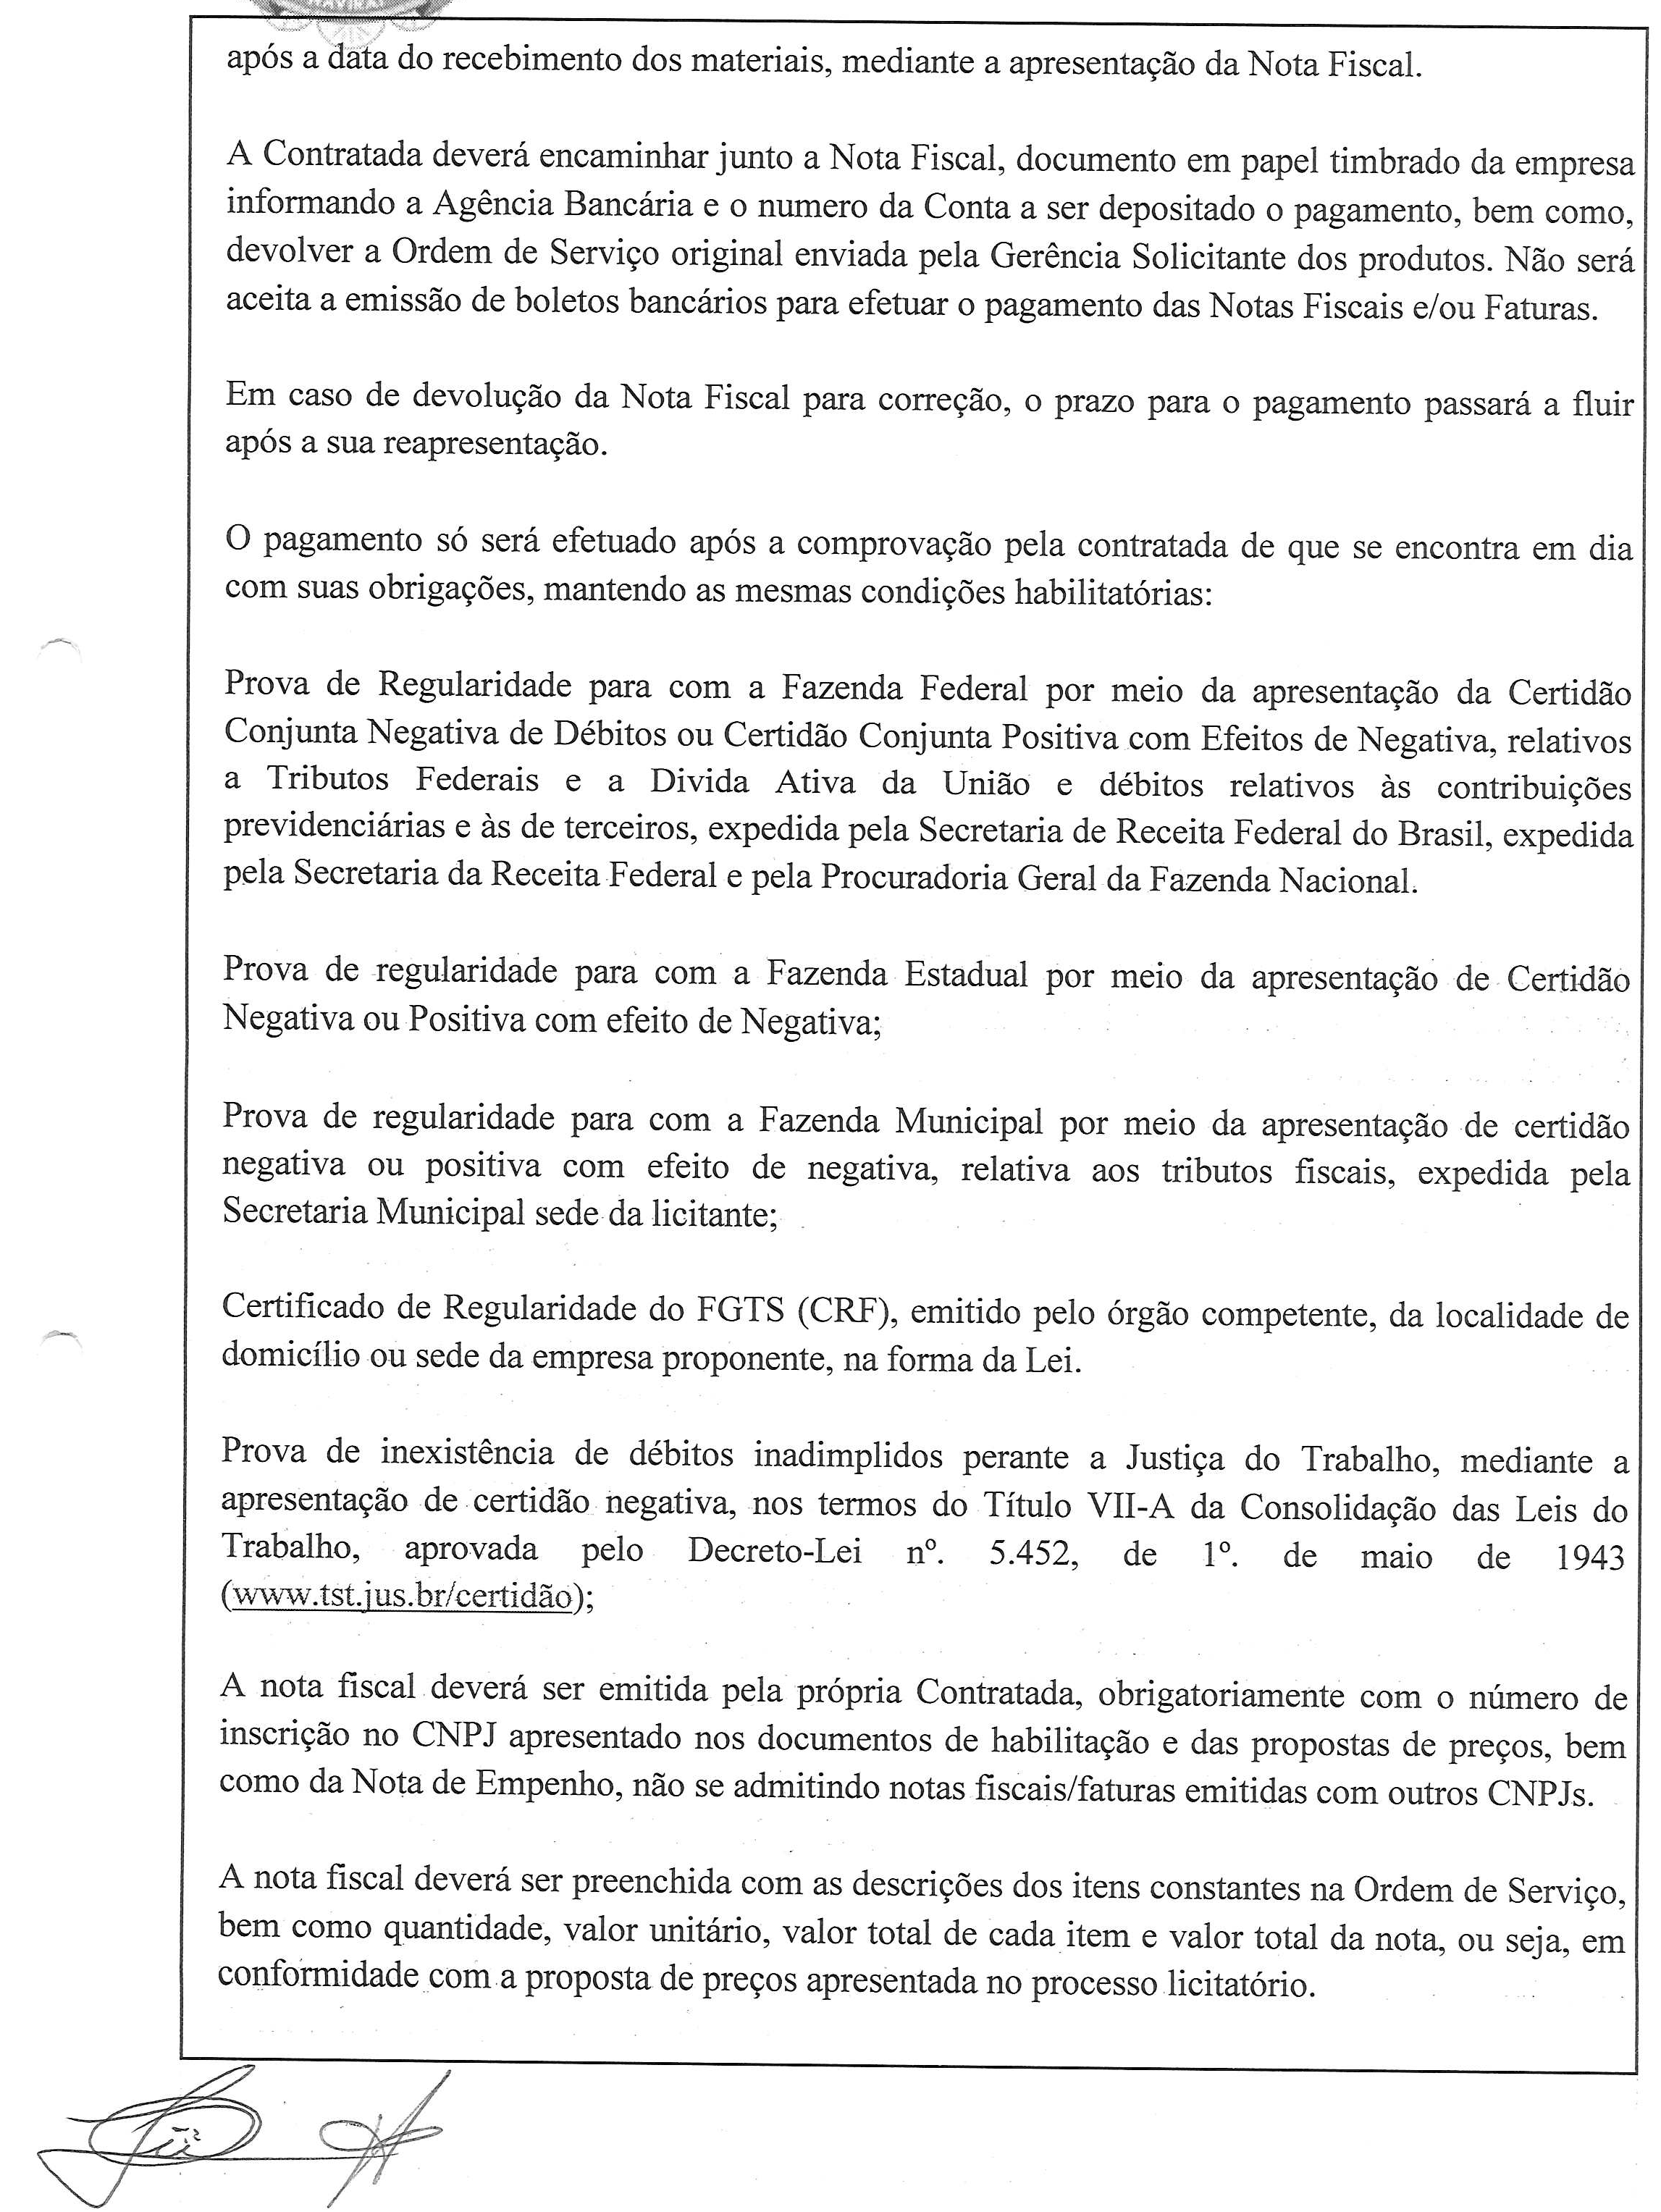 NAVIRAÍ
após a data do recebimento dos materiais, mediante a apresentação da Nota Fiscal.
A Contratada deverá encaminhar junto a Nota Fiscal, documento em papel timbrado da empresa
informando a Agência Bancária e o numero da Conta a ser depositado o pagamento, bem como,
devolver a Ordem de Serviço original enviada pela Gerência Solicitante dos produtos. Não será
aceita a emissão de boletos bancários para efetuar o pagamento das Notas Fiscais e/ou Faturas.
Em caso de devolução da Nota Fiscal para correção, o prazo para o pagamento passará a fluir
após a sua reapresentação.
O pagamento só será efetuado após a comprovação pela contratada de que se encontra em dia
com suas obrigações, mantendo as mesmas condições habilitatórias:
Prova de Regularidade para com a Fazenda Federal por meio da apresentação da Certidão
Conjunta Negativa de Débitos ou Certidão Conjunta Positiva com Efeitos de Negativa, relativos
a Tributos Federais e a Divida Ativa da União e débitos relativos às contribuições
previdenciárias e às de terceiros, expedida pela Secretaria de Receita Federal do Brasil, expedida
pela Secretaria da Receita Federal e pela Procuradoria Geral da Fazenda Nacional.
Prova de regularidade para com a Fazenda Estadual por meio da apresentação de Certidão
Negativa ou Positiva com efeito de Negativa;
Prova de regularidade para com a Fazenda Municipal por meio da apresentação de certidão
negativa ou positiva com efeito de negativa, relativa aos tributos fiscais, expedida pela
Secretaria Municipal sede da licitante;
Certificado de Regularidade do FGTS (CRF), emitido pelo órgão competente, da localidade de
domicílio ou sede da empresa proponente, na forma da Lei.
Prova de inexistência de débitos inadimplidos perante a Justiça do Trabalho, mediante a
apresentação de certidão negativa, nos termos do Título VII-A da Consolidação das Leis do
Trabalho, aprovada pelo Decreto-Lei nº. 5.452, de 1º. de maio de 1943
(www.tst.jus.br/certidão);
A nota fiscal deverá ser emitida pela própria Contratada, obrigatoriamente com o número de
inscrição no CNPJ apresentado nos documentos de habilitação e das propostas de preços, bem
como da Nota de Empenho, não se admitindo notas fiscais/faturas emitidas com outros CNPJs.
A nota fiscal deverá ser preenchida com as descrições dos itens constantes na Ordem de Serviço,
bem como quantidade, valor unitário, valor total de cada item e valor total da nota, ou seja, em
conformidade com a proposta de preços apresentada no processo licitatório.